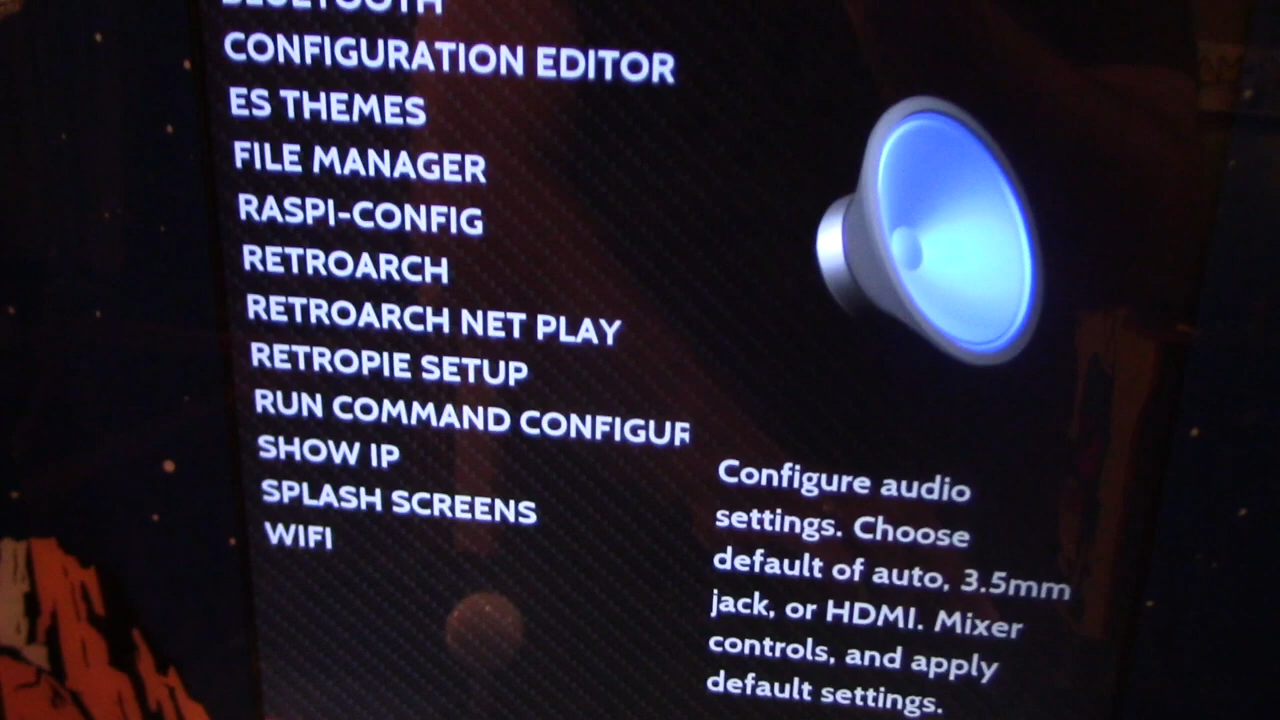 BLUETOOTH
CONFIGURATION EDITOR
ES THEMES
FILE MANAGER
RASPI-CONFIG
RETROARCH
RETROARCH NET PLAY
RETROPIE SETUP
RUN COMMAND CONFIGUR
SHOW IP
SPLASH SCREENS
WIFI
Configure audio
settings. Choose
default of auto, 3.5mm
jack, or HDMI. Mixer
controls, and apply
default settings.